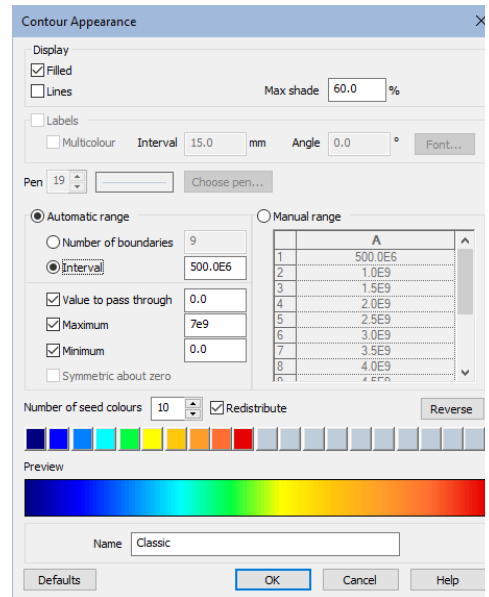 Contour Appearance
Display
Filled
Lines
Max shade 60.0 %
Labels
Multicolour Interval 15.0 mm Angle 0.0 ° Font...
Pen 19 Choose pen...
Automatic range
Manual range
Number of boundaries 9
Interval 500.0E6
Value to pass through 0.0
Maximum 7e9
Minimum 0.0
Symmetric about zero
A
1 500.0E6
2 1.0E9
3 1.5E9
4 2.0E9
5 2.5E9
6 3.0E9
7 3.5E9
8 4.0E9
Number of seed colours 10 Redistribute Reverse
Preview
Name Classic
Defaults OK Cancel Help